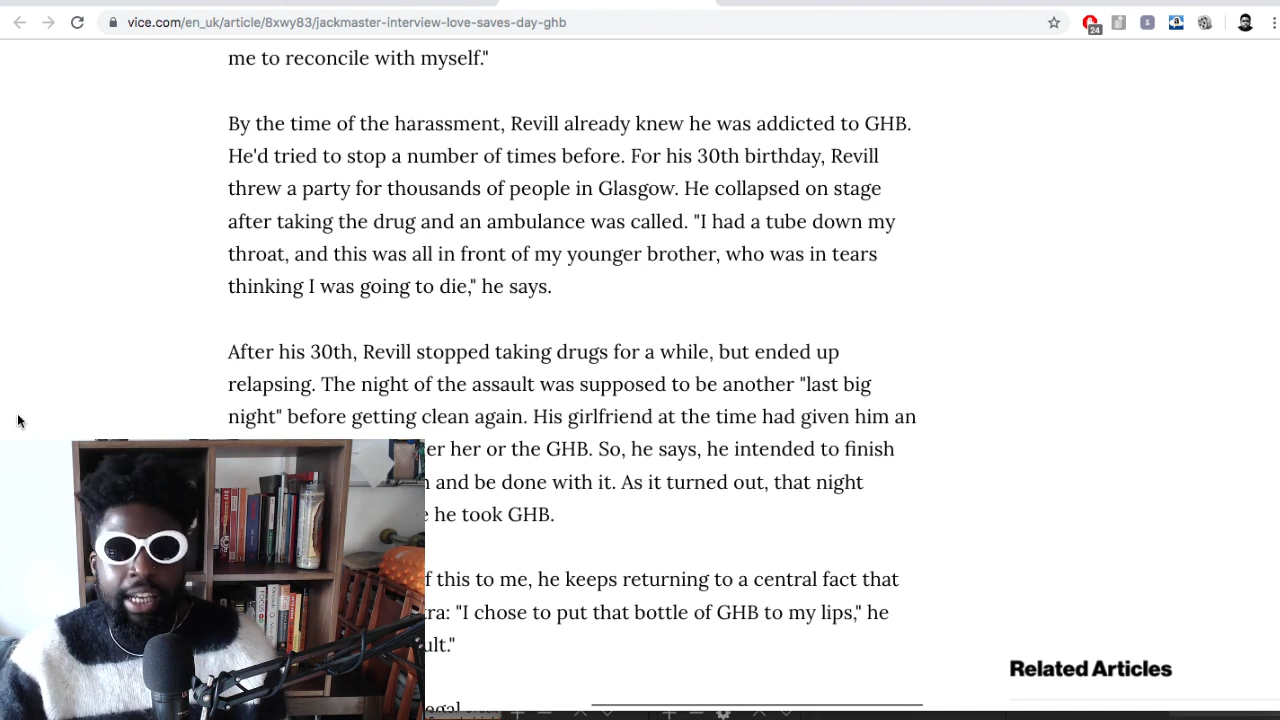 vice.com/en_uk/article/8xwy83/jackmaster-interview-love-saves-day-ghb
24
me to reconcile with myself."
By the time of the harassment, Revill already knew he was addicted to GHB.
He'd tried to stop a number of times before. For his 30th birthday, Revill
threw a party for thousands of people in Glasgow. He collapsed on stage
after taking the drug and an ambulance was called. "I had a tube down my
throat, and this was all in front of my younger brother, who was in tears
thinking I was going to die," he says.
After his 30th, Revill stopped taking drugs for a while, but ended up
relapsing. The night of the assault was supposed to be another "last big
night" before getting clean again. His girlfriend at the time had given him an
er her or the GHB. So, he says, he intended to finish
and be done with it. As it turned out, that night
he took GHB.
f this to me, he keeps returning to a central fact that
tra: "I chose to put that bottle of GHB to my lips," he
ult."
Related Articles
egal